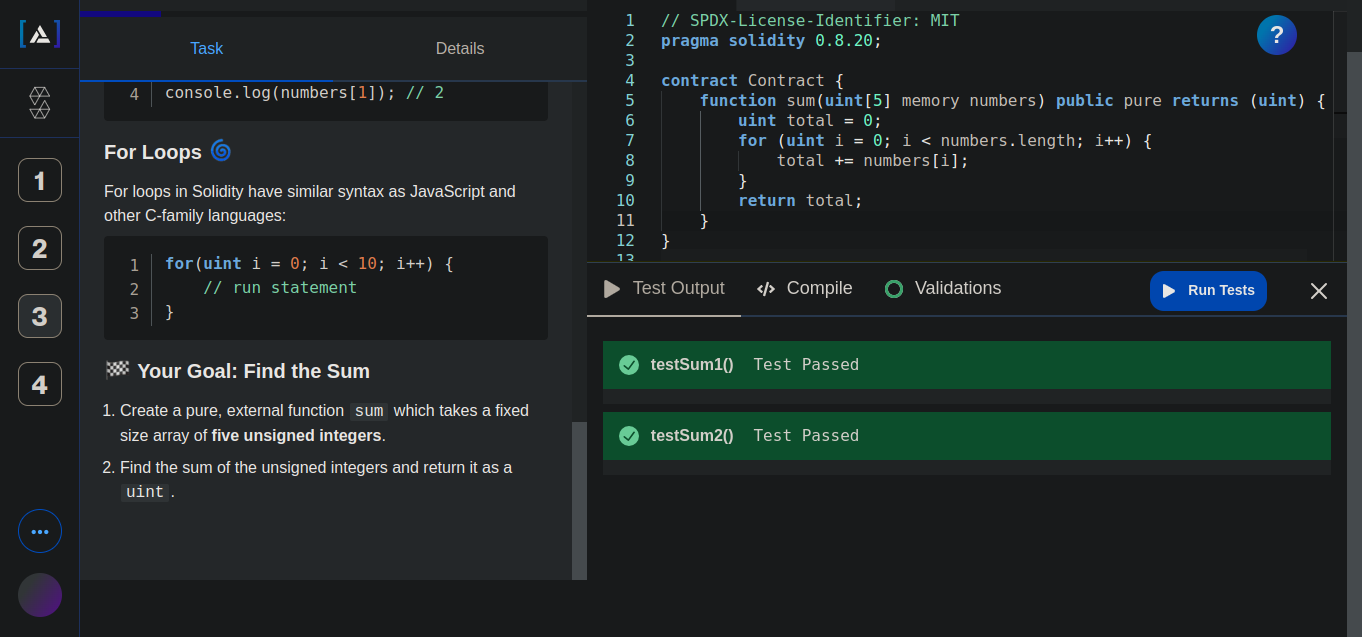 Task
Details
4 console.log(numbers[1]); // 2
For Loops
For loops in Solidity have similar syntax as JavaScript and
other C-family languages:
1 for(uint i = 0; i < 10; i++) {
2 // run statement
3 }
Your Goal: Find the Sum
1. Create a pure, external function sum which takes a fixed
size array of five unsigned integers.
2. Find the sum of the unsigned integers and return it as a
uint.
1
2
3
4
1 // SPDX-License-Identifier: MIT
2 pragma solidity 0.8.20;
3
4 contract Contract {
5 function sum(uint[5] memory numbers) public pure returns (uint) {
6 uint total = 0;
7 for (uint i = 0; i < numbers.length; i++) {
8 total += numbers[i];
9 }
10 return total;
11 }
12 }
13
?
Test Output
Compile
Validations
Run Tests
testSum1() Test Passed
testSum2() Test Passed